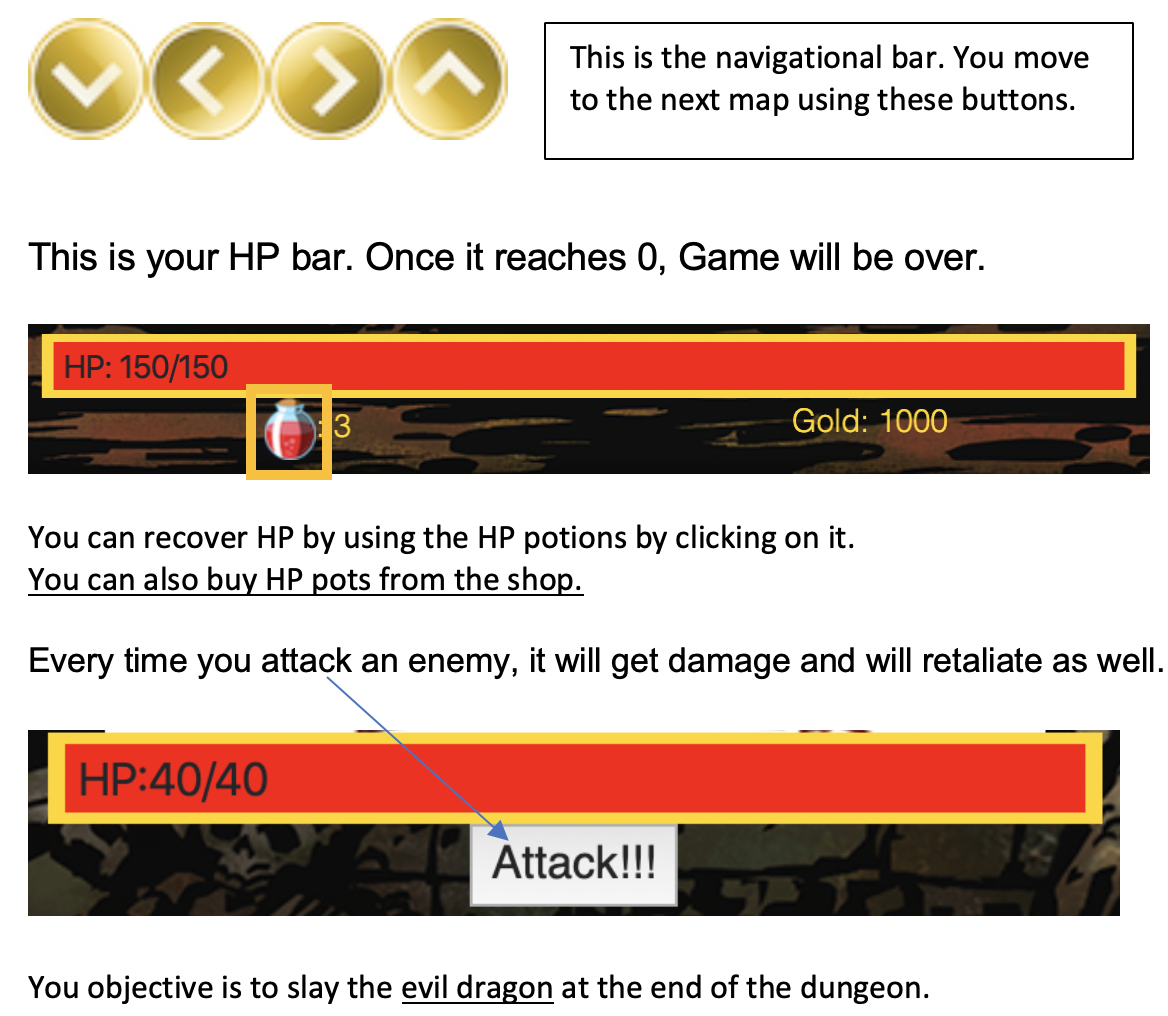 This is the navigational bar. You move
to the next map using these buttons.
This is your HP bar. Once it reaches 0, Game will be over.
HP: 150/150
: 3
Gold: 1000
You can recover HP by using the HP potions by clicking on it.
You can also buy HP pots from the shop.
Every time you attack an enemy, it will get damage and will retaliate as well.
HP:40/40
Attack!!!
You objective is to slay the evil dragon at the end of the dungeon.